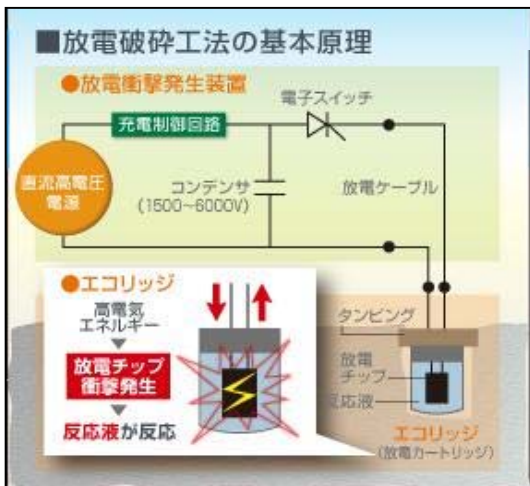 ■放電破砕工法の基本原理
●放電衝撃発生装置
電子スイッチ
充電制御回路
直流高電圧
電源
コンデンサ
(1500~6000V)
放電ケーブル
●エコリッジ
高電気
エネルギー
放電チップ
衝撃発生
反応液が反応
タンピング
放電
チップ
反応液
エコリッジ
(放電カートリッジ)